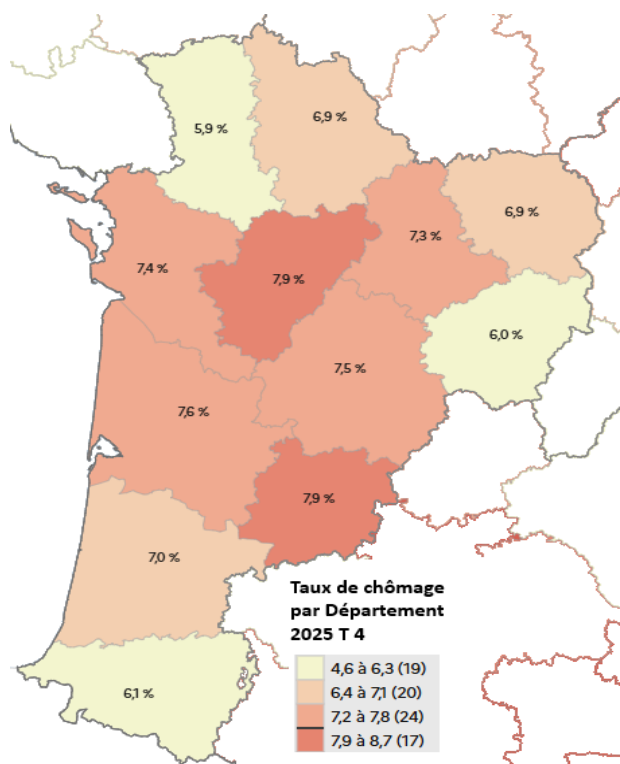 5,9 %
6,9 %
6,9 %
7,3 %
7,4 %
7,9 %
6,0 %
7,5 %
7,6 %
7,9 %
7,0 %
6,1 %
Taux de chômage
par Département
2025 T 4
4,6 à 6,3 (19)
6,4 à 7,1 (20)
7,2 à 7,8 (24)
7,9 à 8,7 (17)